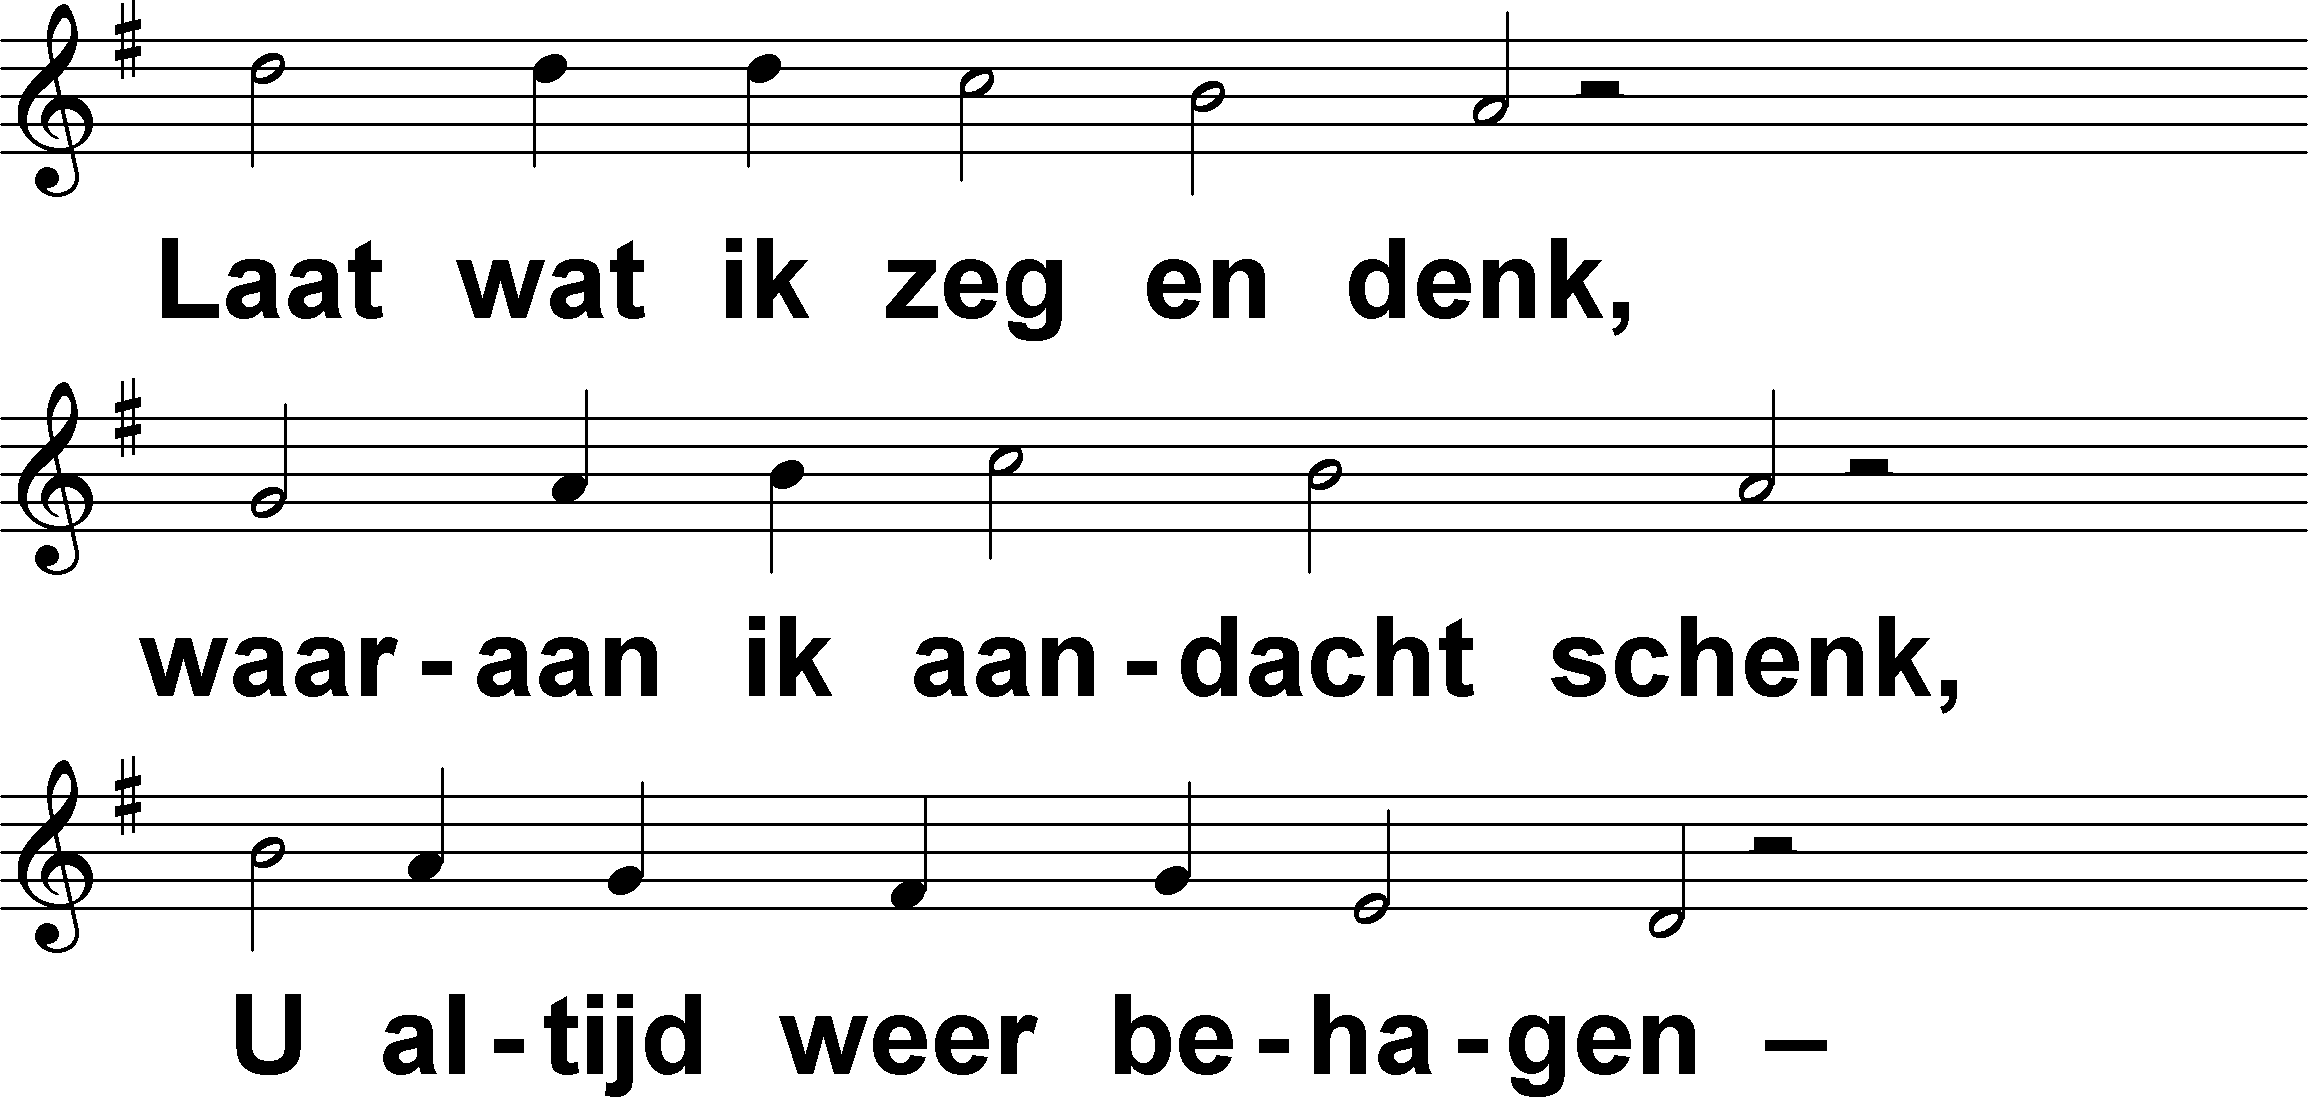 Laat wat ik zeg en denk,
waar-aan ik aan-dacht schenk,
U al-tijd weer be-ha-gen –